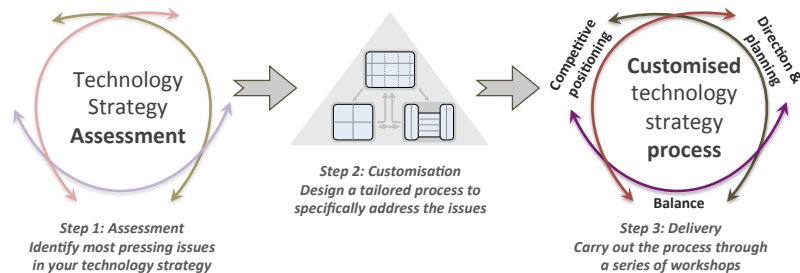 Technology
Strategy
Assessment
Step 1: Assessment
Identify most pressing issues
in your technology strategy
Step 2: Customisation
Design a tailored process to
specifically address the issues
Competitive
positioning
Direction &
planning
Customised
technology
strategy
process
Balance
Step 3: Delivery
Carry out the process through
a series of workshops